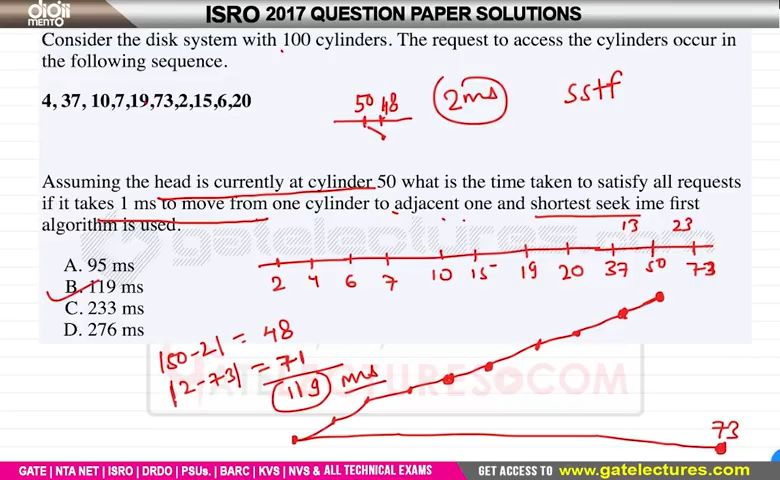 digii
MENTO
ISRO 2017 QUESTION PAPER SOLUTIONS
Consider the disk system with 100 cylinders. The request to access the cylinders occur in
the following sequence.
4, 37, 10,7,19,73,2,15,6,20
50 48
2ms
sstf
Assuming the head is currently at cylinder 50 what is the time taken to satisfy all requests
if it takes 1 ms to move from one cylinder to adjacent one and shortest seek ime first
algorithm is used.
13 23
2 4 6 7 10 15 19 20 37 50 73
A. 95 ms
B. 119 ms
C. 233 ms
D. 276 ms
|50-2| = 48
|2-73| = 71
119 ms
73
gatelectures.com
GATELECTURES.COM
GATE | NTA NET | ISRO | DRDO | PSUs. | BARC | KVS | NVS & ALL TECHNICAL EXAMS
GET ACCESS TO www.gatelectures.com